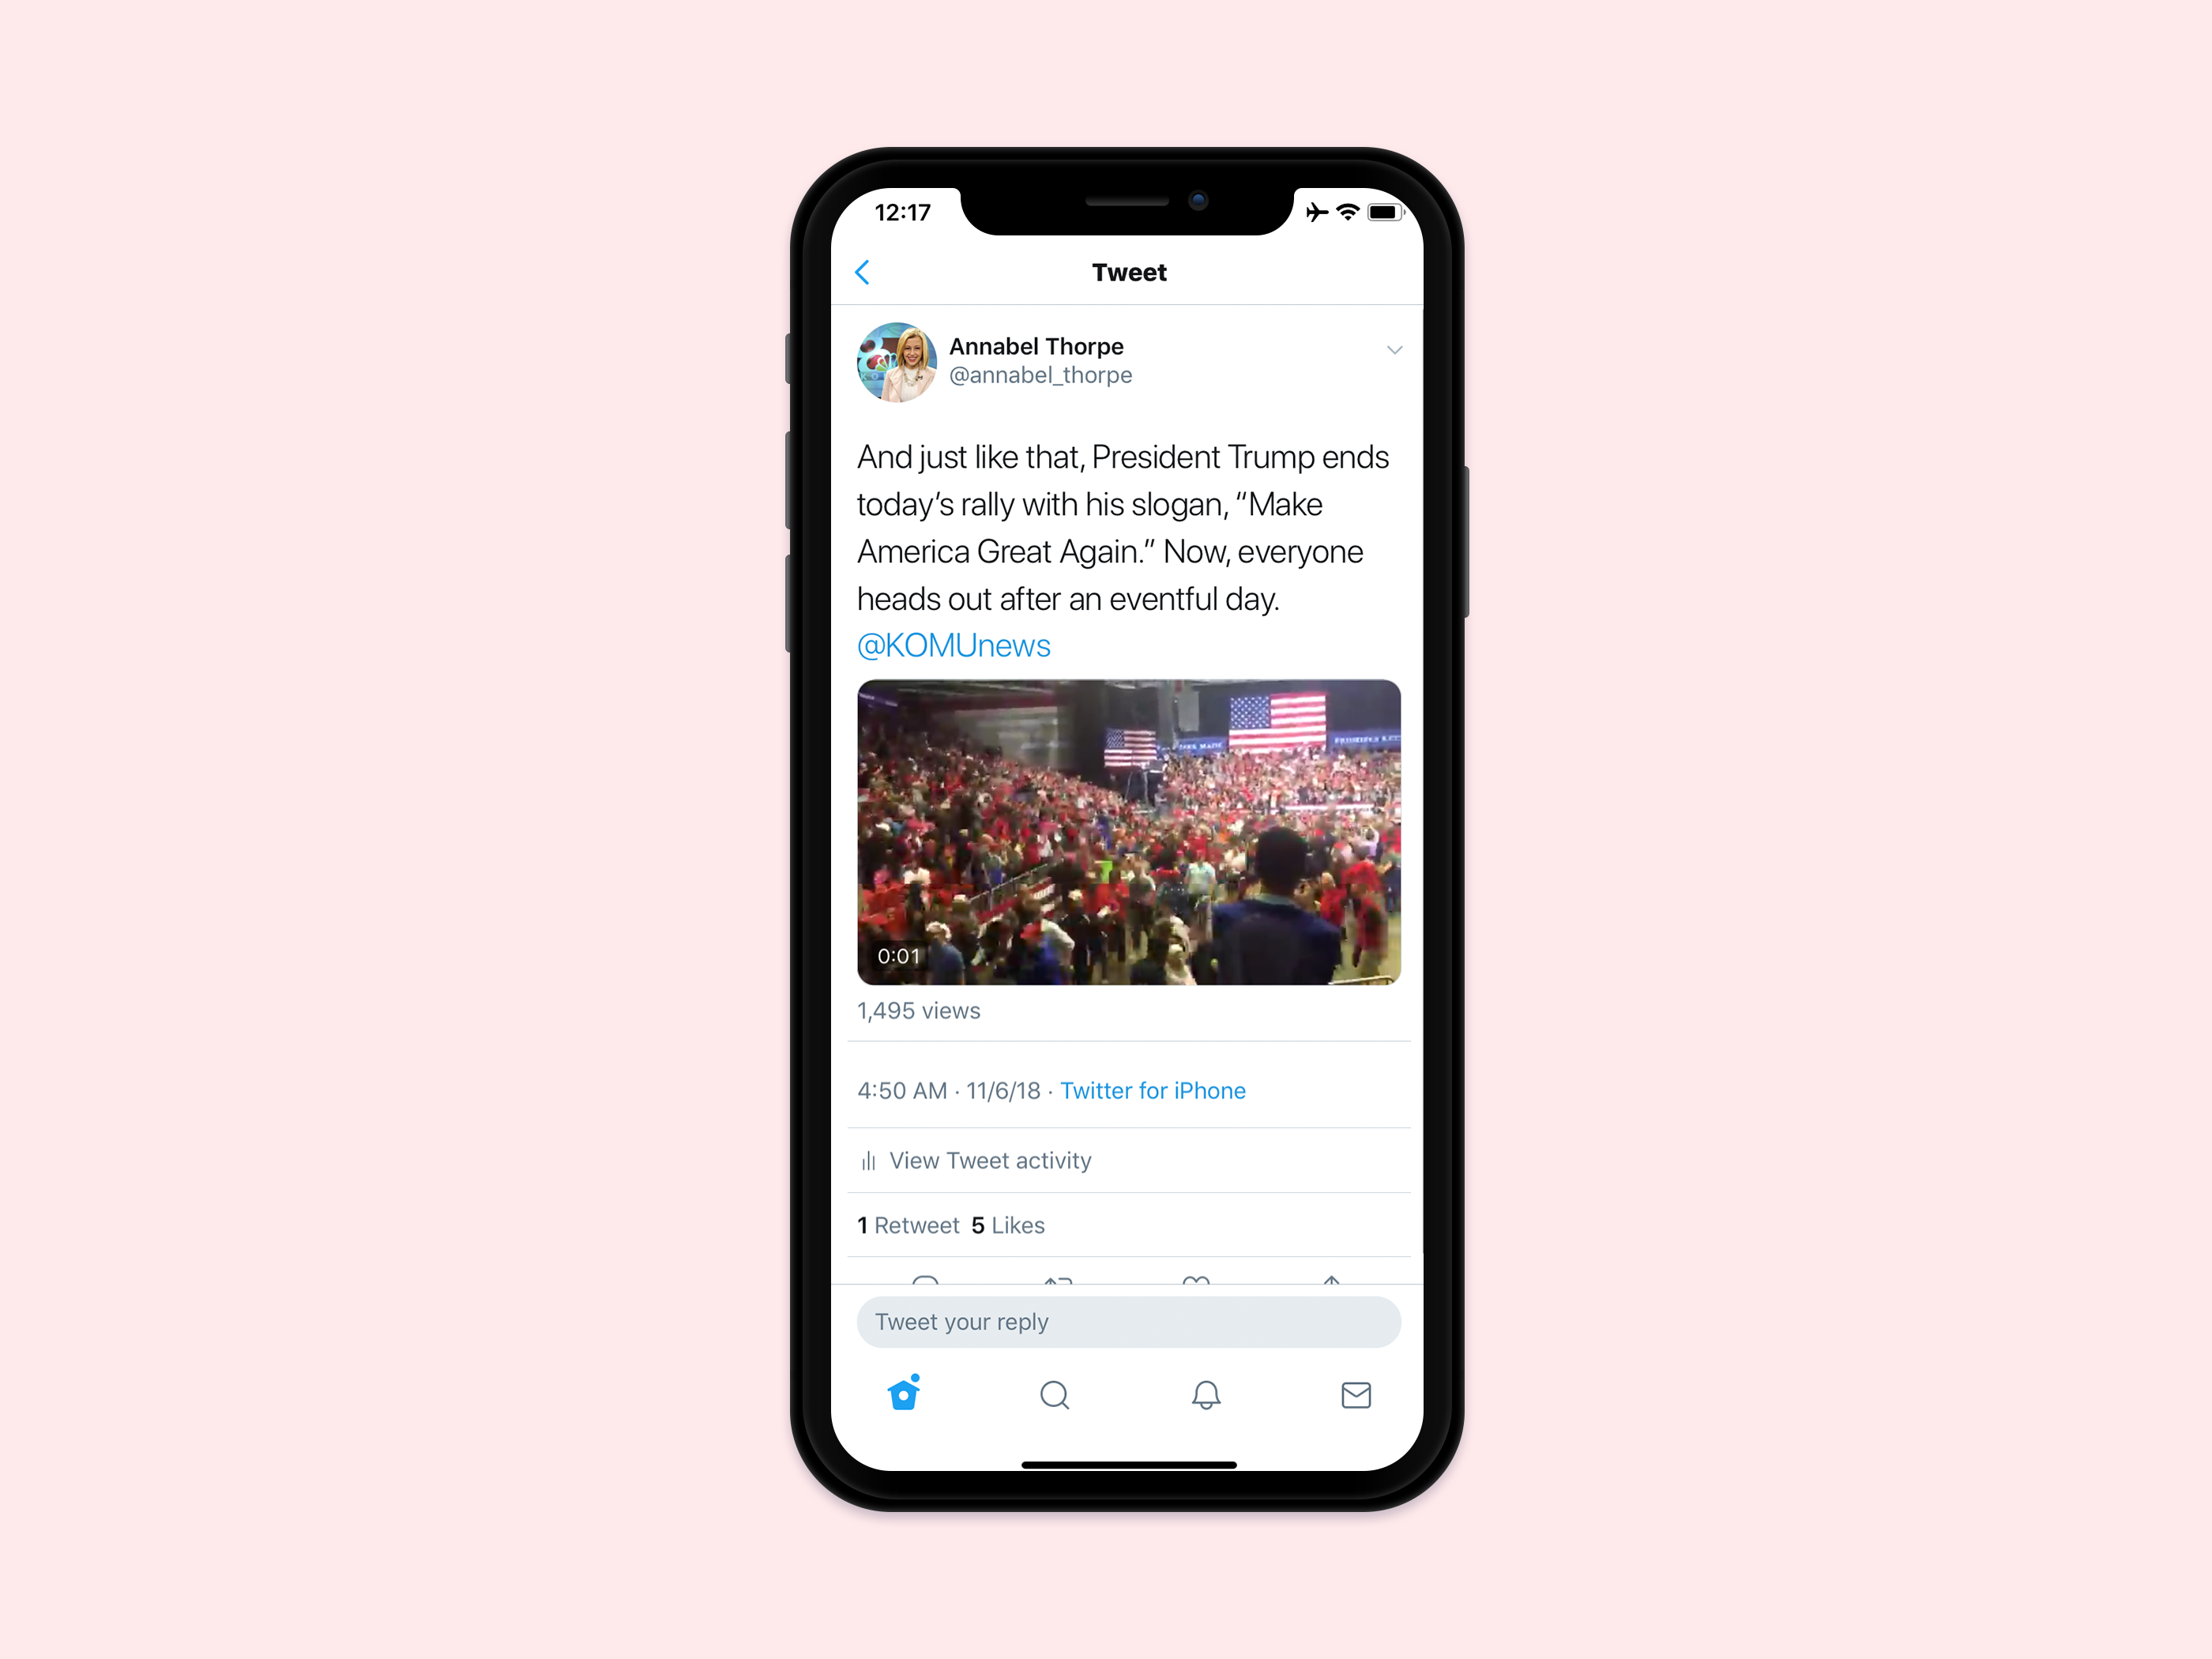 12:17
Tweet
Annabel Thorpe
@annabel_thorpe
And just like that, President Trump ends
today’s rally with his slogan, “Make
America Great Again.” Now, everyone
heads out after an eventful day.
@KOMUnews
MADE
PROMISES
0:01
1,495 views
4:50 AM · 11/6/18 · Twitter for iPhone
View Tweet activity
1 Retweet 5 Likes
Tweet your reply